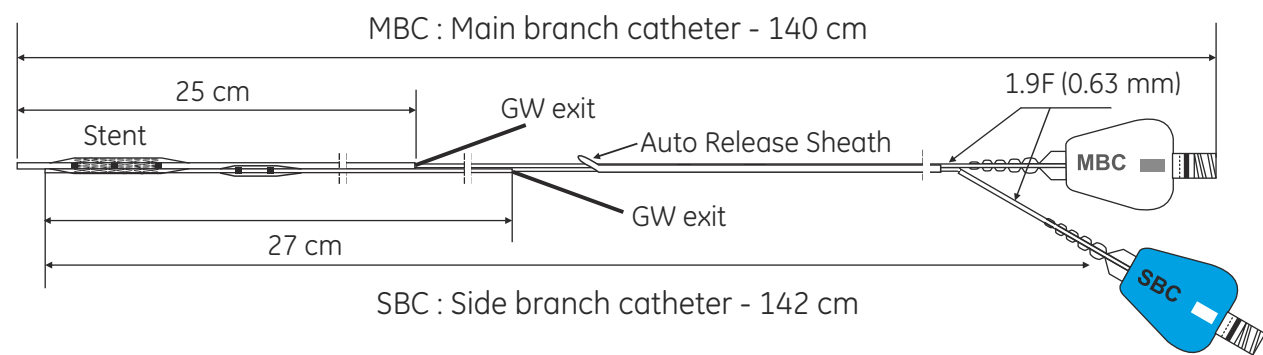 MBC : Main branch catheter - 140 cm
25 cm
1.9F (0.63 mm)
GW exit
Stent
Auto Release Sheath
MBC
GW exit
27 cm
SBC
SBC : Side branch catheter - 142 cm